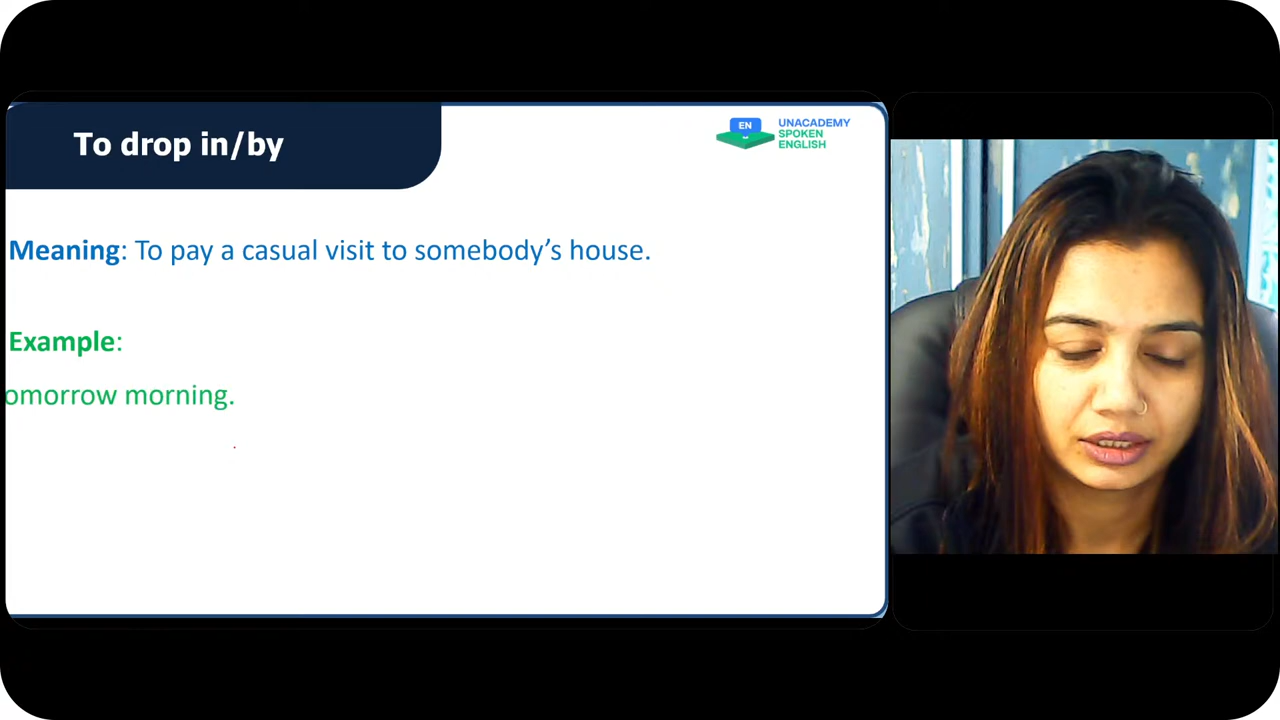 To drop in/by
EN
UNACADEMY
SPOKEN
ENGLISH
Meaning: To pay a casual visit to somebody’s house.
Example:
omorrow morning.